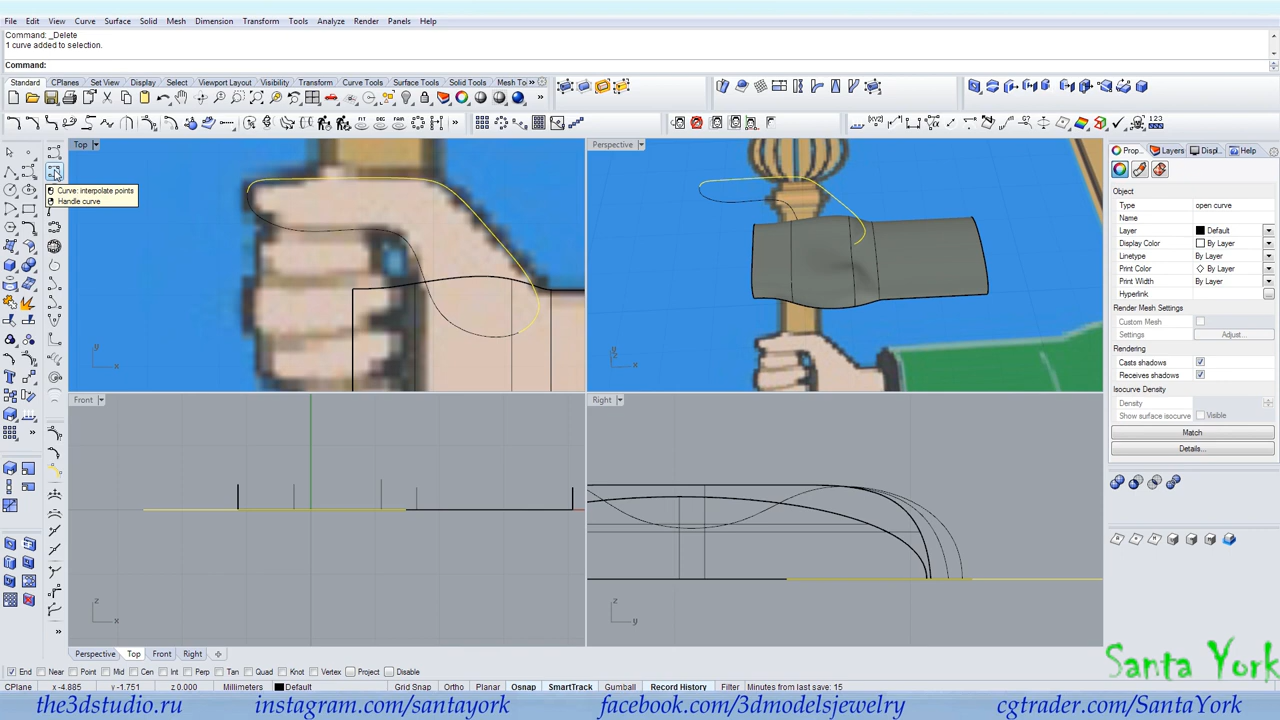 File Edit View Curve Surface Solid Mesh Dimension Transform Tools Analyze Render Panels Help
Command: _Delete
1 curve added to selection.
Command:
Standard CPlanes Set View Display Select Viewport Layout Visibility Transform Curve Tools Surface Tools Solid Tools Mesh To
Top
Perspective
Curve: interpolate points
Handle curve
Front
Right
y x
z x
z y
Prop... Layers Displ... Help
Object
Type open curve
Name
Layer Default
Display Color By Layer
Linetype By Layer
Print Color By Layer
Print Width By Layer
Hyperlink ...
Render Mesh Settings
Custom Mesh
Settings Adjust...
Rendering
Casts shadows
Receives shadows
Isocurve Density
Density
Show surface isocurve Visible
Match
Details...
Perspective Top Front Right
End Near Point Mid Cen Int Perp Tan Quad Knot Vertex Project Disable
CPlane x -4.885 y -1.751 z 0.000 Millimeters Default Grid Snap Ortho Planar Osnap SmartTrack Gumball Record History Filter Minutes from last save: 15
Santa York
the3dstudio.ru instagram.com/santayork facebook.com/3dmodelsjewelry cgtrader.com/SantaYork